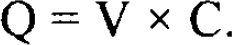 Q = V × C.